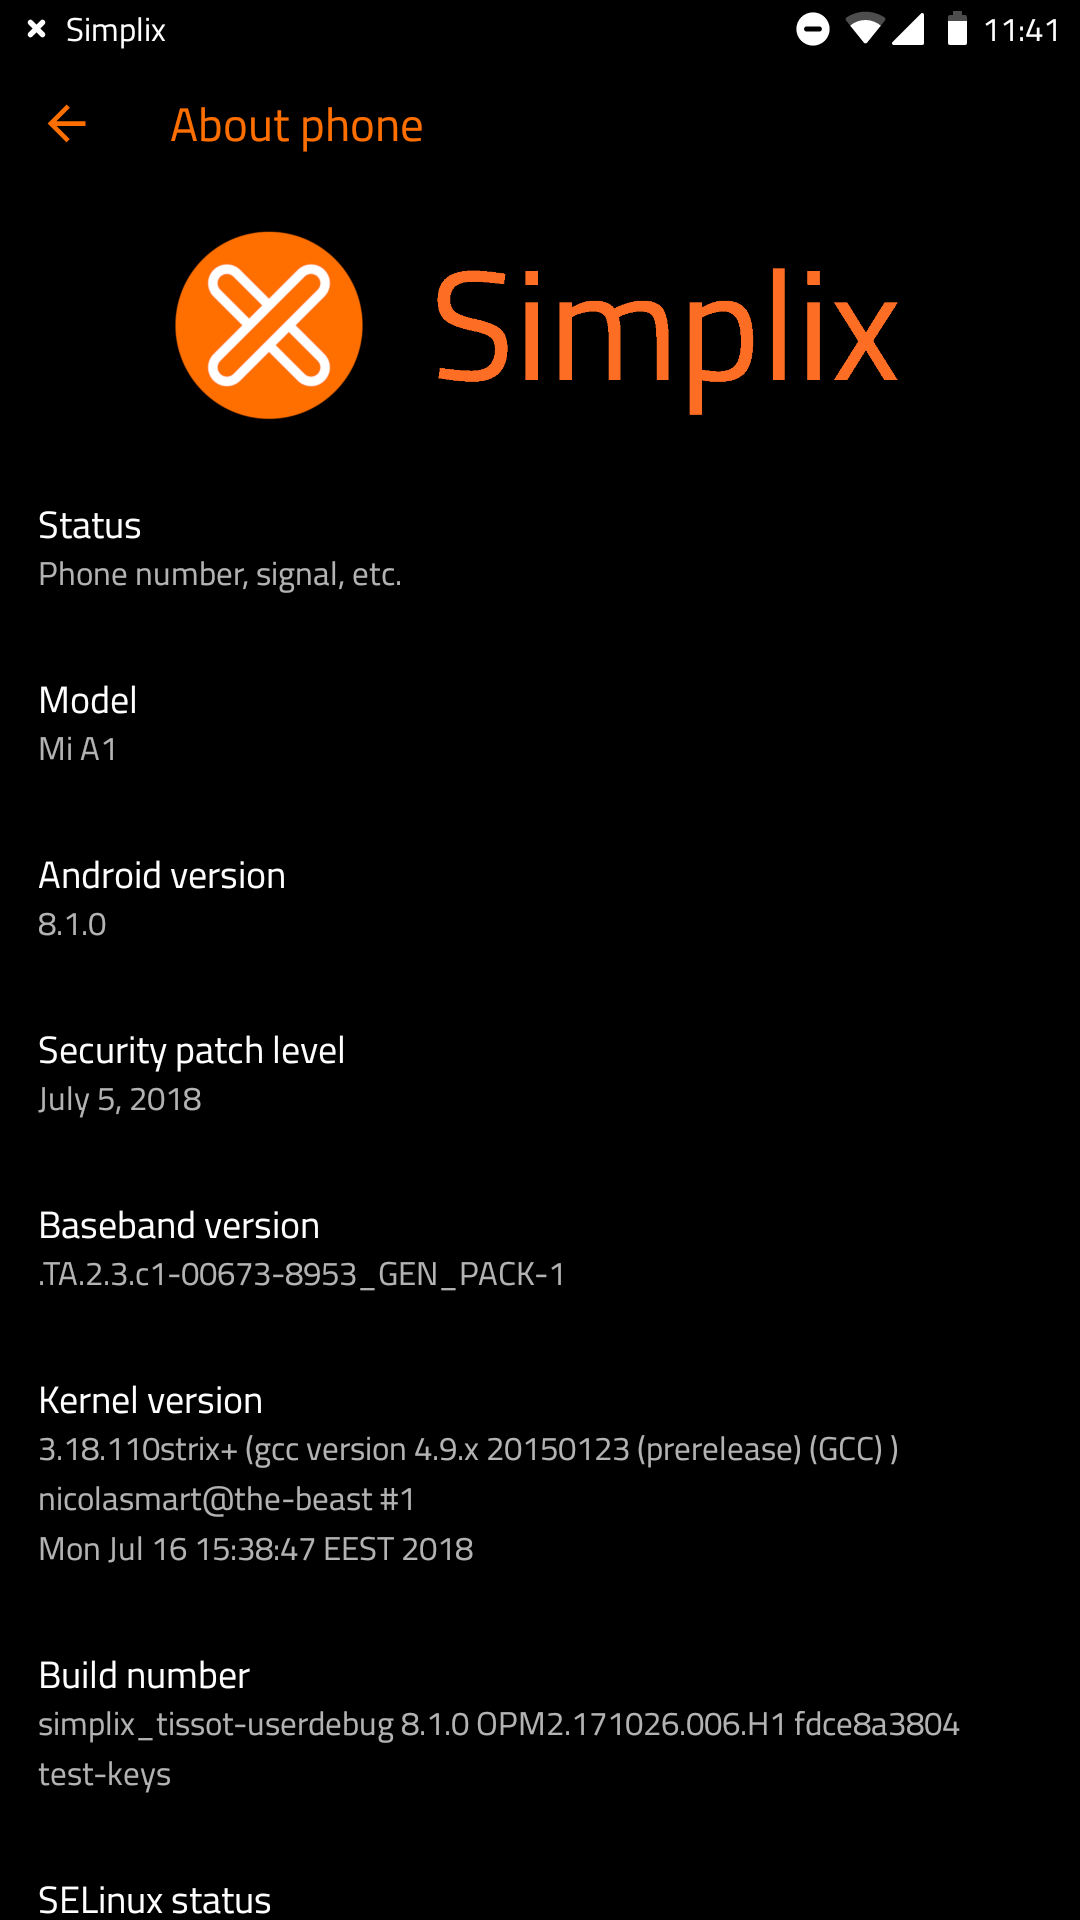 Simplix 11:41
About phone
Simplix
Status
Phone number, signal, etc.
Model
Mi A1
Android version
8.1.0
Security patch level
July 5, 2018
Baseband version
.TA.2.3.c1-00673-8953_GEN_PACK-1
Kernel version
3.18.110strix+ (gcc version 4.9.x 20150123 (prerelease) (GCC) )
nicolasmart@the-beast #1
Mon Jul 16 15:38:47 EEST 2018
Build number
simplix_tissot-userdebug 8.1.0 OPM2.171026.006.H1 fdce8a3804
test-keys
SELinux status